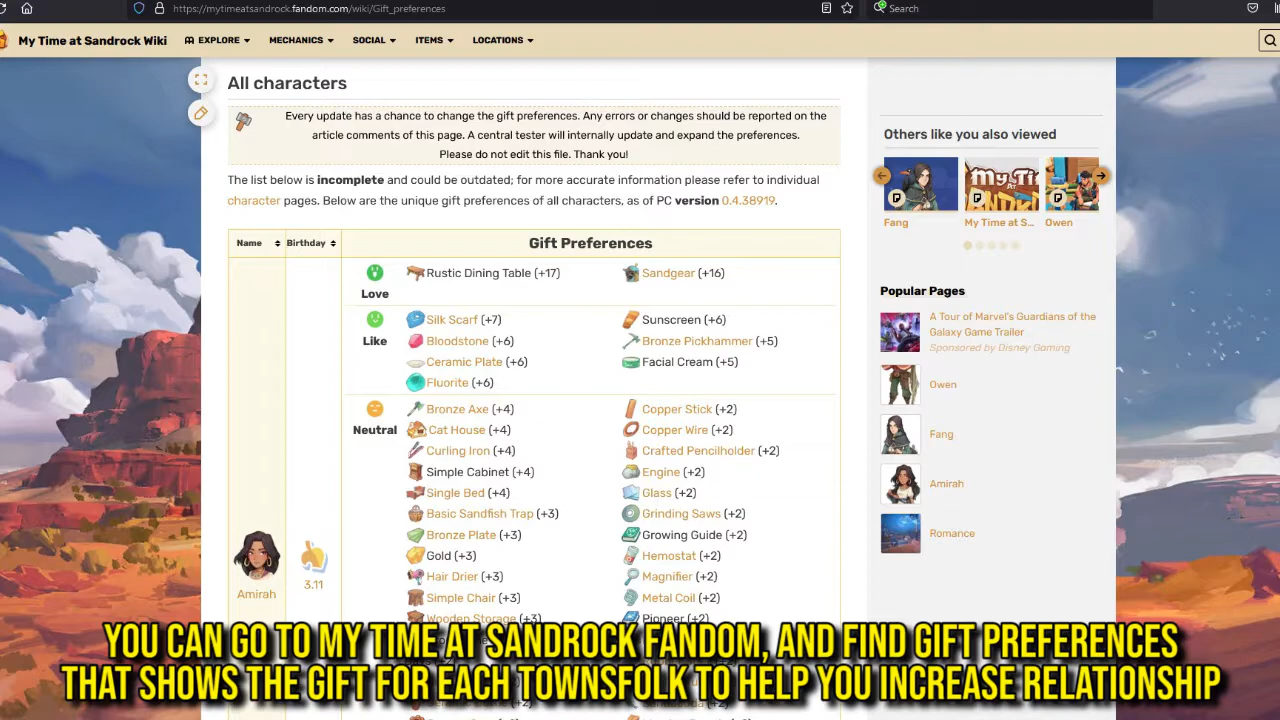 https://mytimeatsandrock.fandom.com/wiki/Gift_preferences
Search
My Time at Sandrock Wiki
EXPLORE
MECHANICS
SOCIAL
ITEMS
LOCATIONS
All characters
Every update has a chance to change the gift preferences. Any errors or changes should be reported on the
article comments of this page. A central tester will internally update and expand the preferences.
Please do not edit this file. Thank you!
The list below is incomplete and could be outdated; for more accurate information please refer to individual
character pages. Below are the unique gift preferences of all characters, as of PC version 0.4.38919.
Name
Birthday
Gift Preferences
Love
Rustic Dining Table (+17)
Sandgear (+16)
Like
Silk Scarf (+7)
Sunscreen (+6)
Bloodstone (+6)
Bronze Pickhammer (+5)
Ceramic Plate (+6)
Facial Cream (+5)
Fluorite (+6)
Neutral
Bronze Axe (+4)
Copper Stick (+2)
Cat House (+4)
Copper Wire (+2)
Curling Iron (+4)
Crafted Pencilholder (+2)
Simple Cabinet (+4)
Engine (+2)
Single Bed (+4)
Glass (+2)
Basic Sandfish Trap (+3)
Grinding Saws (+2)
Bronze Plate (+3)
Growing Guide (+2)
Gold (+3)
Hemostat (+2)
Hair Drier (+3)
Magnifier (+2)
Simple Chair (+3)
Metal Coil (+2)
Wooden Storage (+3)
Pioneer (+2)
Amirah
3.11
Others like you also viewed
Fang
My Time at S...
Owen
Popular Pages
A Tour of Marvel's Guardians of the
Galaxy Game Trailer
Sponsored by Disney Gaming
Owen
Fang
Amirah
Romance
YOU CAN GO TO MY TIME AT SANDROCK FANDOM, AND FIND GIFT PREFERENCES
THAT SHOWS THE GIFT FOR EACH TOWNSFOLK TO HELP YOU INCREASE RELATIONSHIP